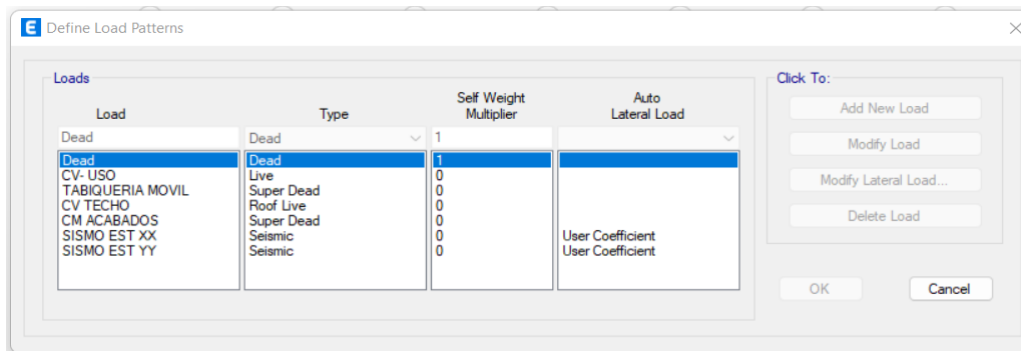 E Define Load Patterns
Loads
Load Type Self Weight Multiplier Auto Lateral Load
Dead Dead 1
Dead Dead 1
CV- USO Live 0
TABIQUERIA MOVIL Super Dead 0
CV TECHO Roof Live 0
CM ACABADOS Super Dead 0
SISMO EST XX Seismic 0 User Coefficient
SISMO EST YY Seismic 0 User Coefficient
Click To:
Add New Load
Modify Load
Modify Lateral Load...
Delete Load
OK Cancel